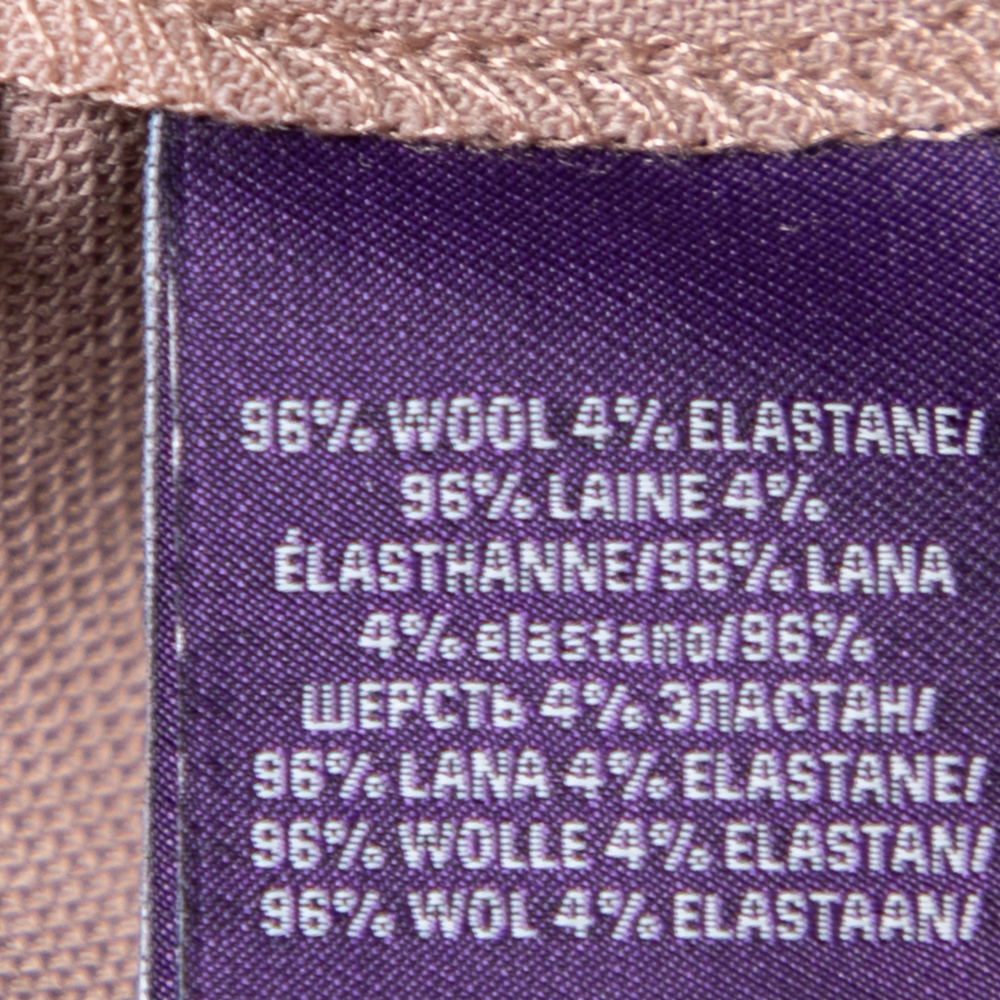 96% WOOL 4% ELASTANE/
96% LAINE 4%
ÉLASTHANNE/96% LANA
4% elastano/96%
ШЕРСТЬ 4% ЭЛАСТАН/
96% LANA 4% ELASTANE/
96% WOLLE 4% ELASTAN/
96% WOL 4% ELASTAAN/